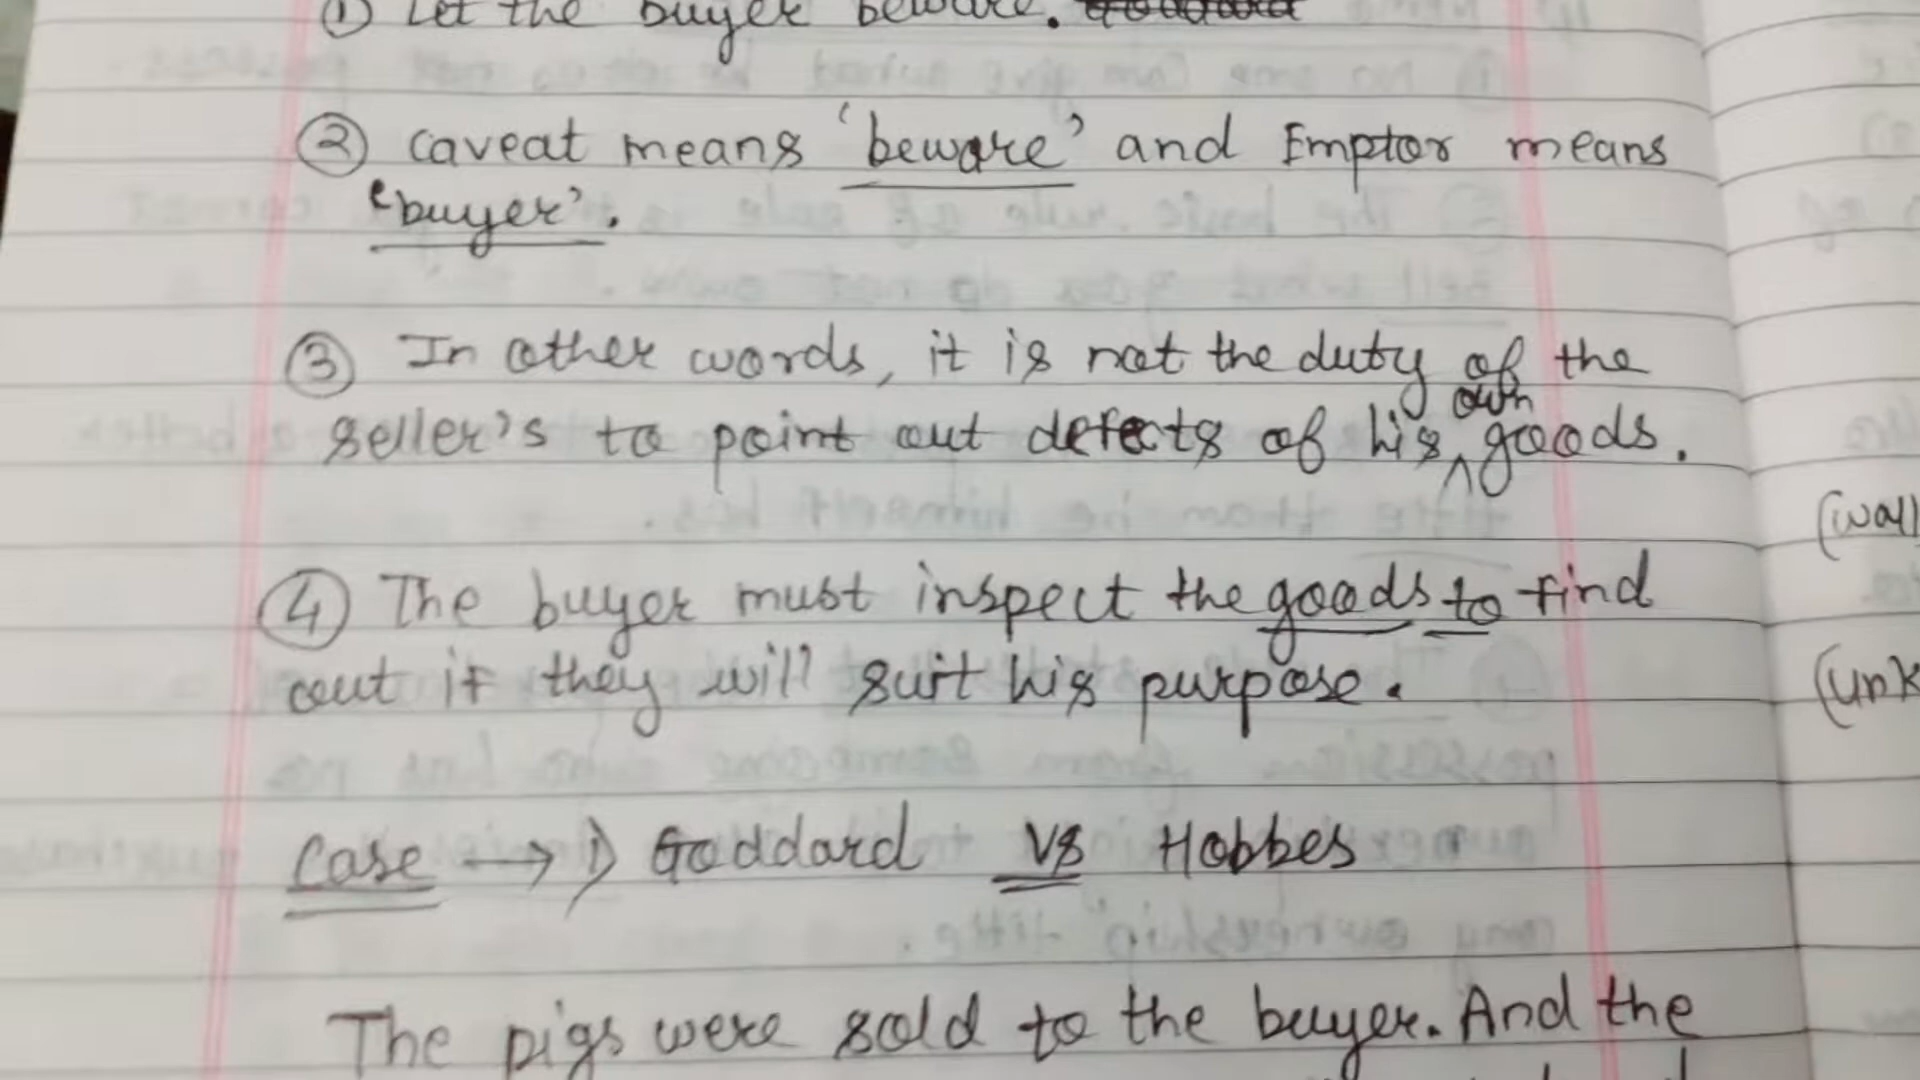 ① Let the buyer beware.
② caveat means 'beware' and Emptor means
'buyer'.
③ In other words, it is not the duty of the
seller's to point out defects of his own goods.
④ The buyer must inspect the goods to find
out if they will suit his purpose.
Case → 1) Goddard vs Hobbes
The pigs were sold to the buyer. And the
(wall
(unk